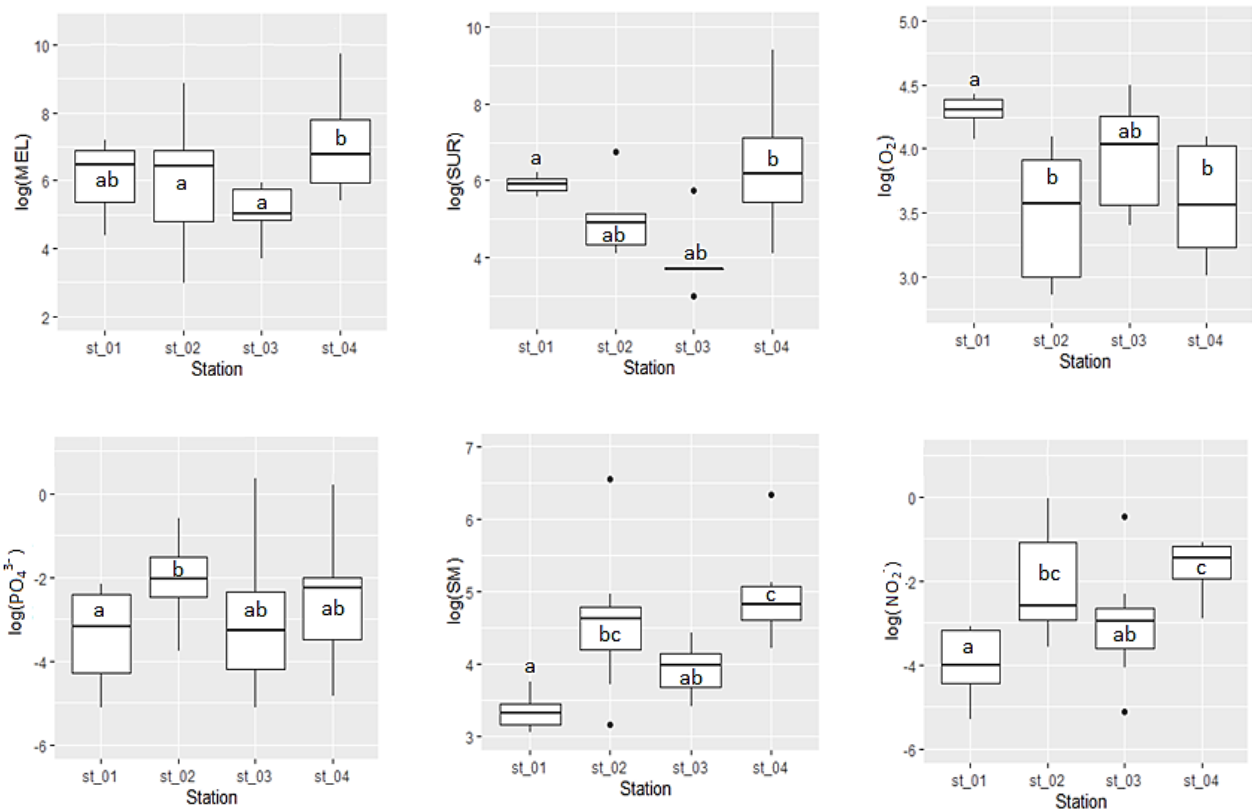 log(MEL)
10
8
6
4
2
ab
a
a
b
st_01 st_02 st_03 st_04
Station
log(SUR)
10
8
6
4
a
ab
ab
b
st_01 st_02 st_03 st_04
Station
log(O₂)
5.0
4.5
4.0
3.5
3.0
a
b
ab
b
st_01 st_02 st_03 st_04
Station
log(PO₄³⁻)
0
-2
-4
-6
a
b
ab
ab
st_01 st_02 st_03 st_04
Station
log(SM)
7
6
5
4
3
a
bc
ab
c
st_01 st_02 st_03 st_04
Station
log(NO₂⁻)
0
-2
-4
-6
a
bc
ab
c
st_01 st_02 st_03 st_04
Station